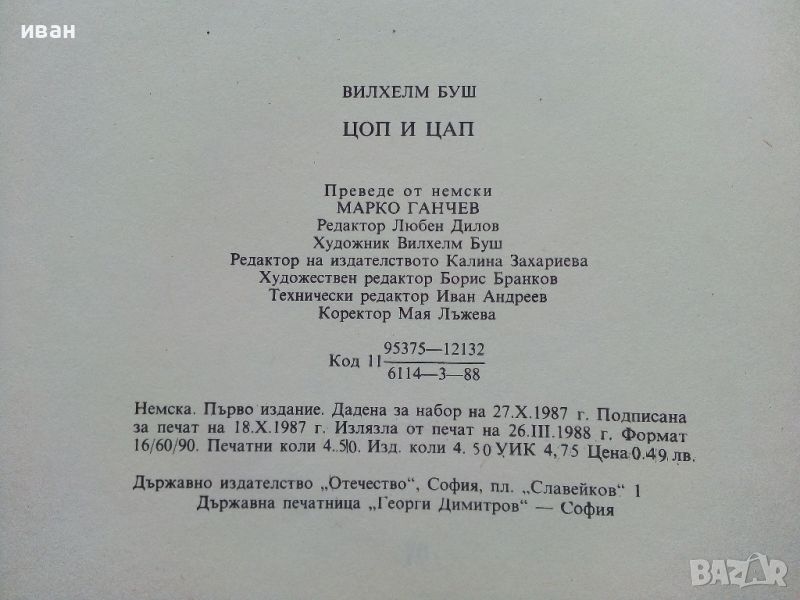 иван
ВИЛХЕЛМ БУШ
ЦОП И ЦАП
Преведе от немски
МАРКО ГАНЧЕВ
Редактор Любен Дилов
Художник Вилхелм Буш
Редактор на издателството Калина Захариева
Художествен редактор Борис Бранков
Технически редактор Иван Андреев
Коректор Мая Лъжева
95375—12132
Код 11
6114—3—88
Немска. Първо издание. Дадена за набор на 27.X.1987 г. Подписана
за печат на 18.X.1987 г. Излязла от печат на 26.III.1988 г. Формат
16/60/90. Печатни коли 4.50. Изд. коли 4. 50 УИК 4,75 Цена 0.49 лв.
Държавно издателство „Отечество“, София, пл. „Славейков“ 1
Държавна печатница „Георги Димитров“ — София
BAZAR